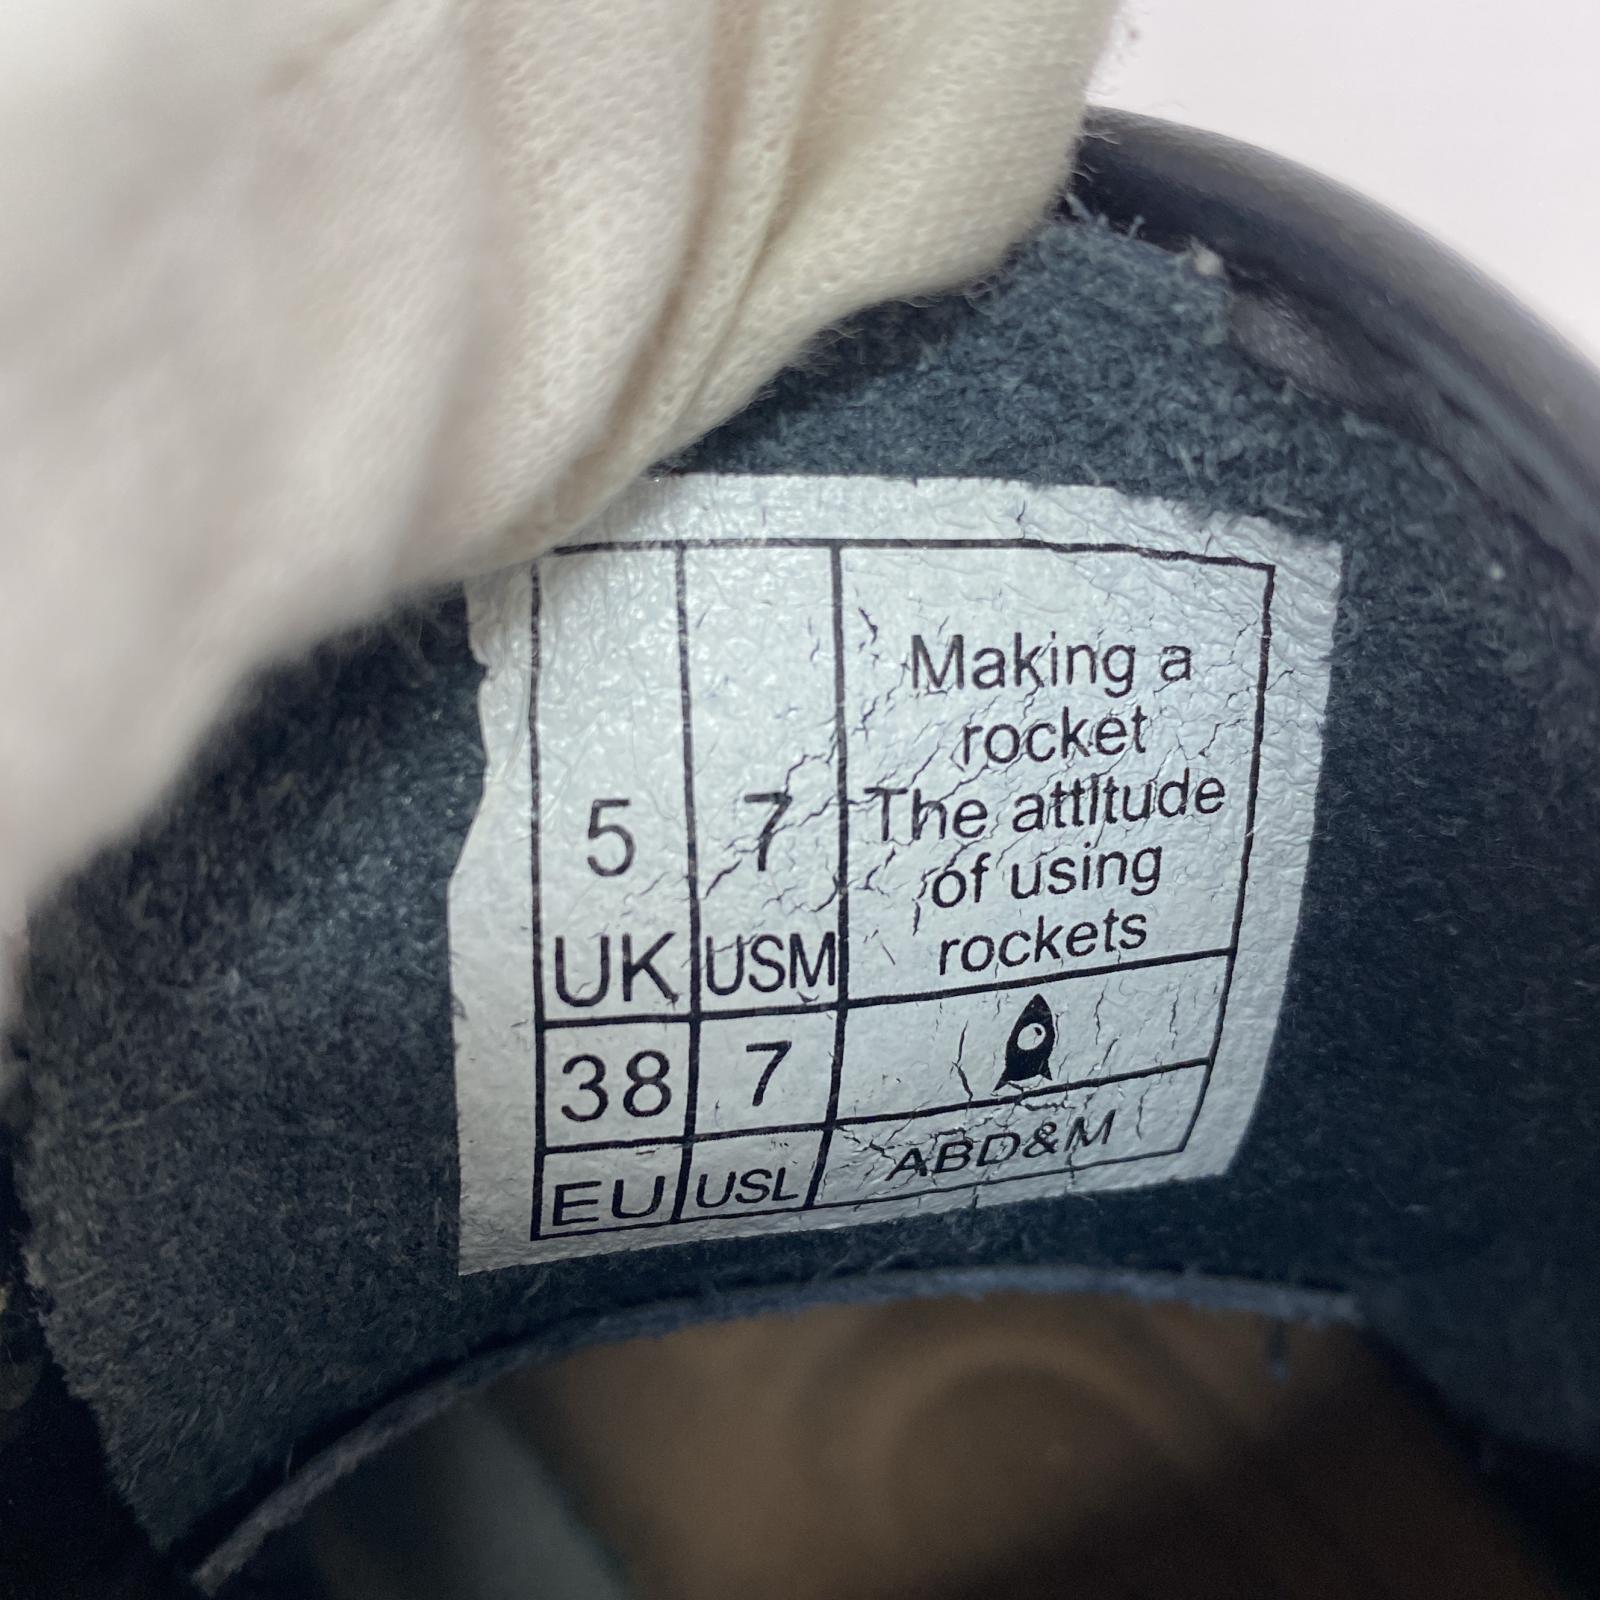 5
UK
7
USM
Making a
rocket
The attitude
of using
rockets
38
EU
7
USL
ABD&M